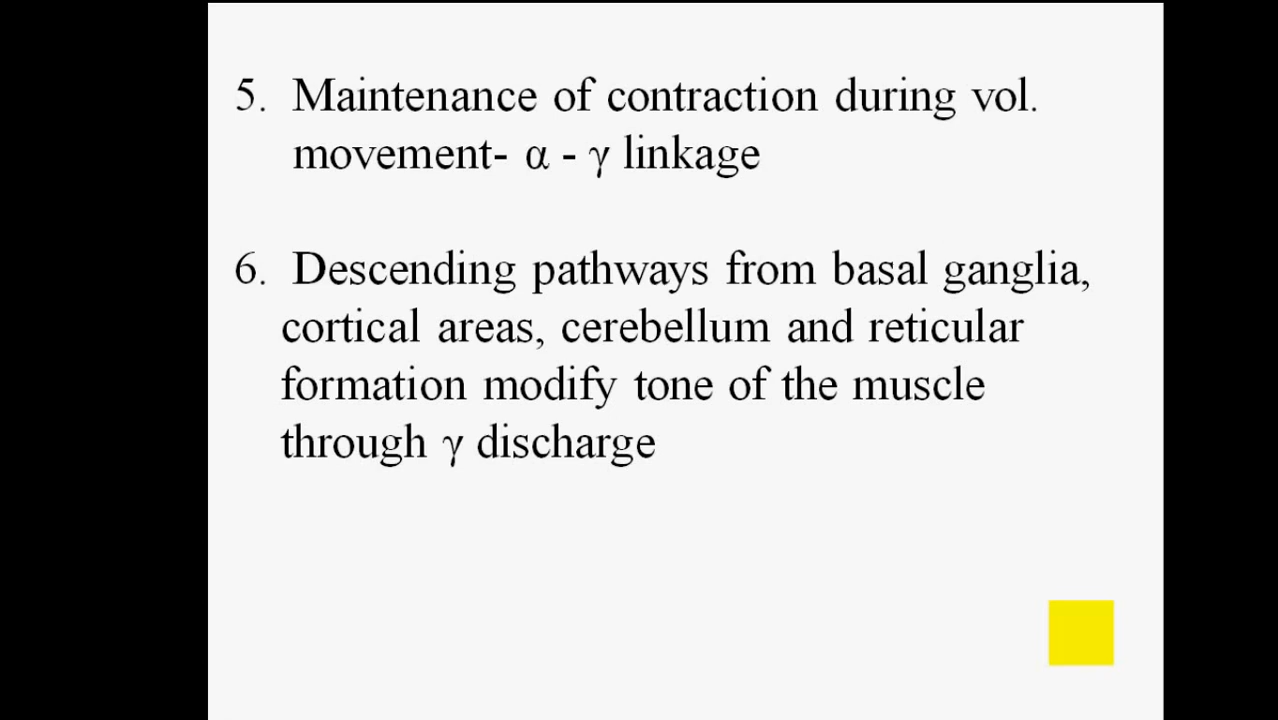 5. Maintenance of contraction during vol.
movement- α - γ linkage
6. Descending pathways from basal ganglia,
cortical areas, cerebellum and reticular
formation modify tone of the muscle
through γ discharge